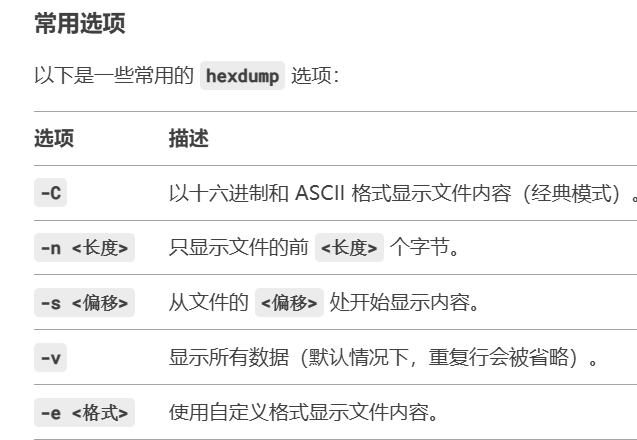 常用选项
以下是一些常用的 hexdump 选项：
选项 描述
-C 以十六进制和 ASCII 格式显示文件内容（经典模式）。
-n <长度> 只显示文件的前 <长度> 个字节。
-s <偏移> 从文件的 <偏移> 处开始显示内容。
-v 显示所有数据（默认情况下，重复行会被省略）。
-e <格式> 使用自定义格式显示文件内容。